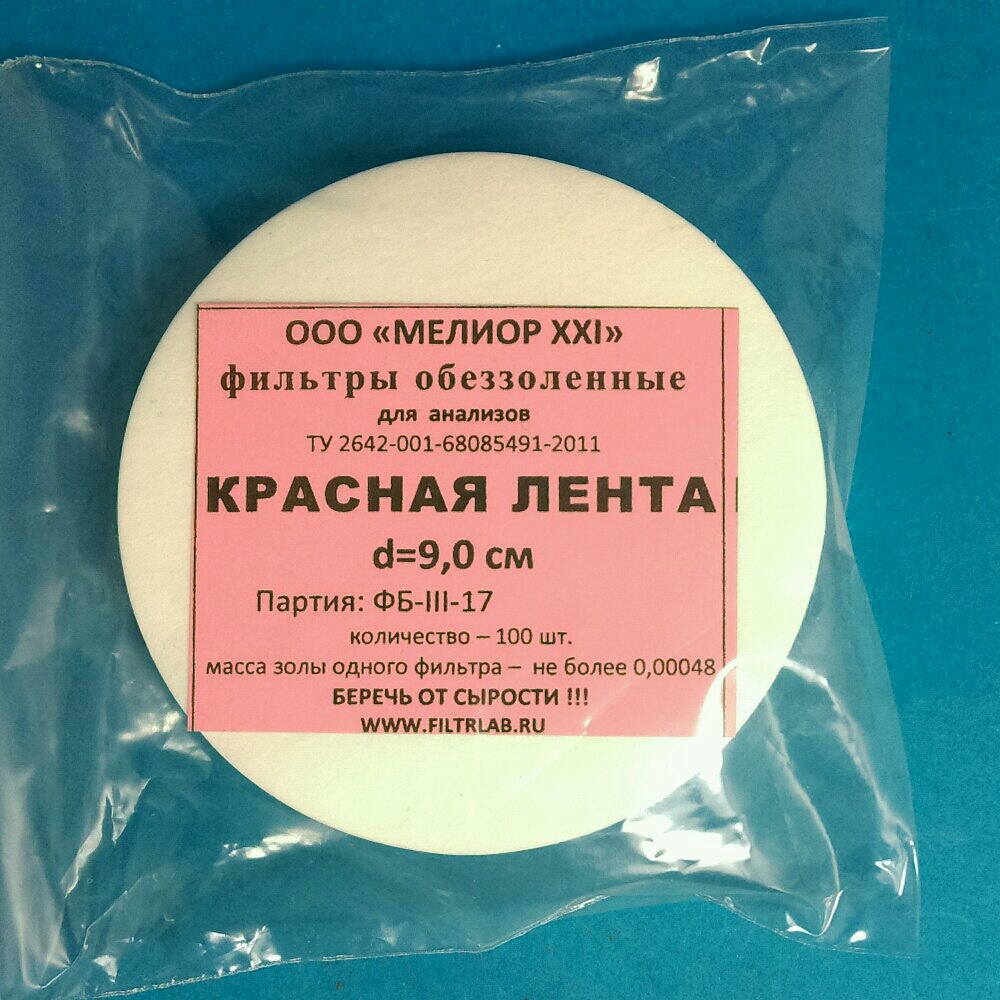 ООО «МЕЛИОР XXI»
фильтры обеззоленные
для анализов
ТУ 2642-001-68085491-2011
КРАСНАЯ ЛЕНТА
d=9,0 см
Партия: ФБ-III-17
количество – 100 шт.
масса золы одного фильтра – не более 0,00048
БЕРЕЧЬ ОТ СЫРОСТИ !!!
WWW.FILTRLAB.RU